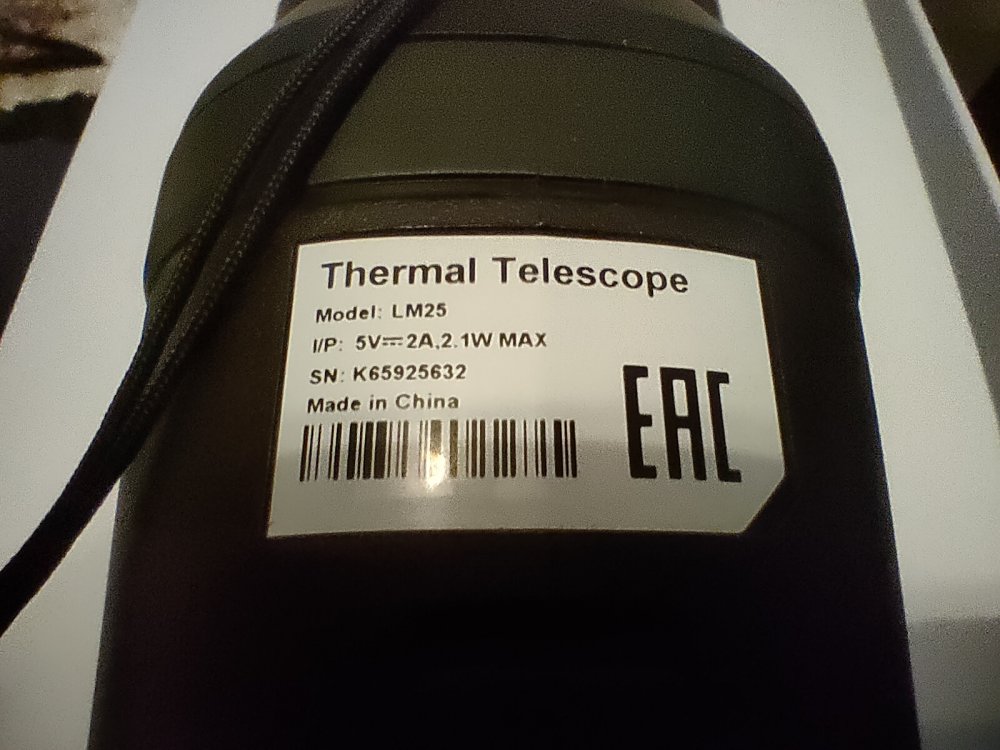 Thermal Telescope
Model: LM25
I/P: 5V⎓2A,2.1W MAX
SN: K65925632
Made in China
EAC